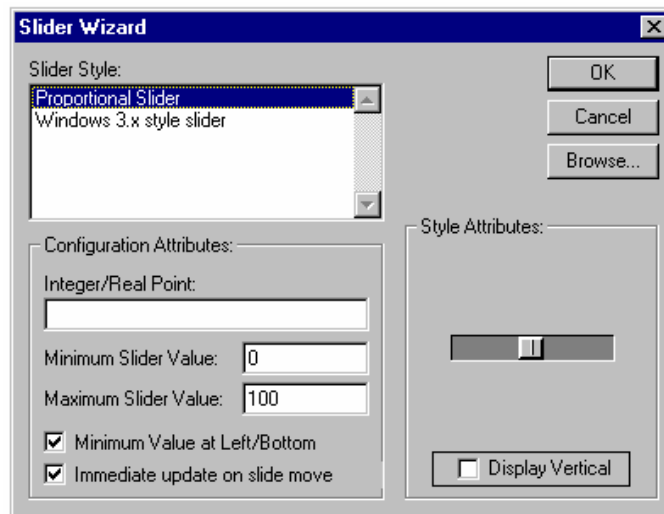 Slider Wizard
Slider Style:
Proportional Slider
Windows 3.x style slider
OK
Cancel
Browse...
Configuration Attributes:
Integer/Real Point:
Minimum Slider Value: 0
Maximum Slider Value: 100
Minimum Value at Left/Bottom
Immediate update on slide move
Style Attributes:
Display Vertical